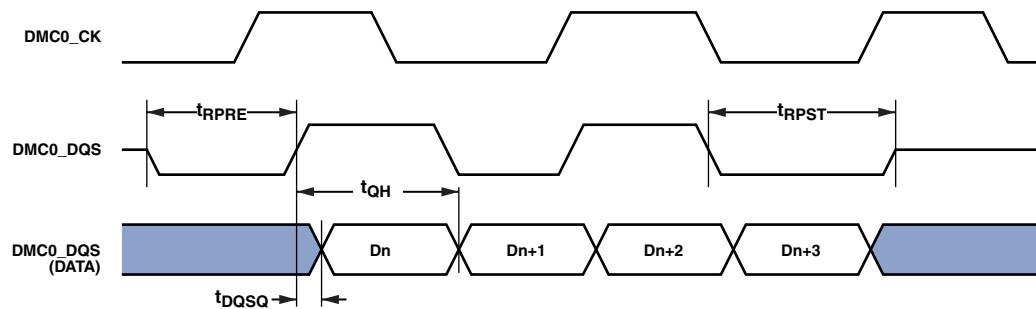 DMC0_CK
tRPRE
tRPST
DMC0_DQS
tQH
DMC0_DQS
(DATA)
Dn
Dn+1
Dn+2
Dn+3
tDQSQ